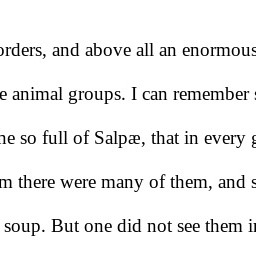 orders, and above all an enormous
e animal groups. I can remember s
ne so full of Salpæ, that in every g
m there were many of them, and s
soup. But one did not see them in